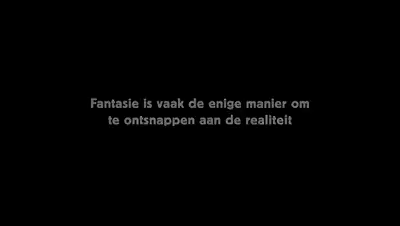 Fantasie is vaak de enige manier om
te ontsnappen aan de realiteit